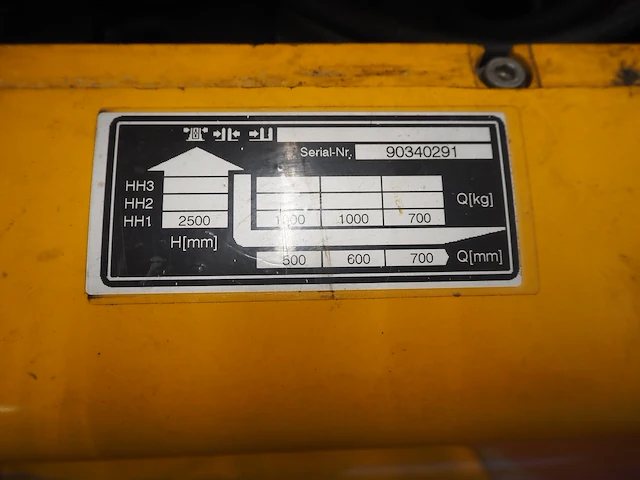 Serial-Nr. 90340291
HH3
HH2 Q[kg]
HH1 2500 1000 1000 700
H[mm]
500 600 700 Q[mm]